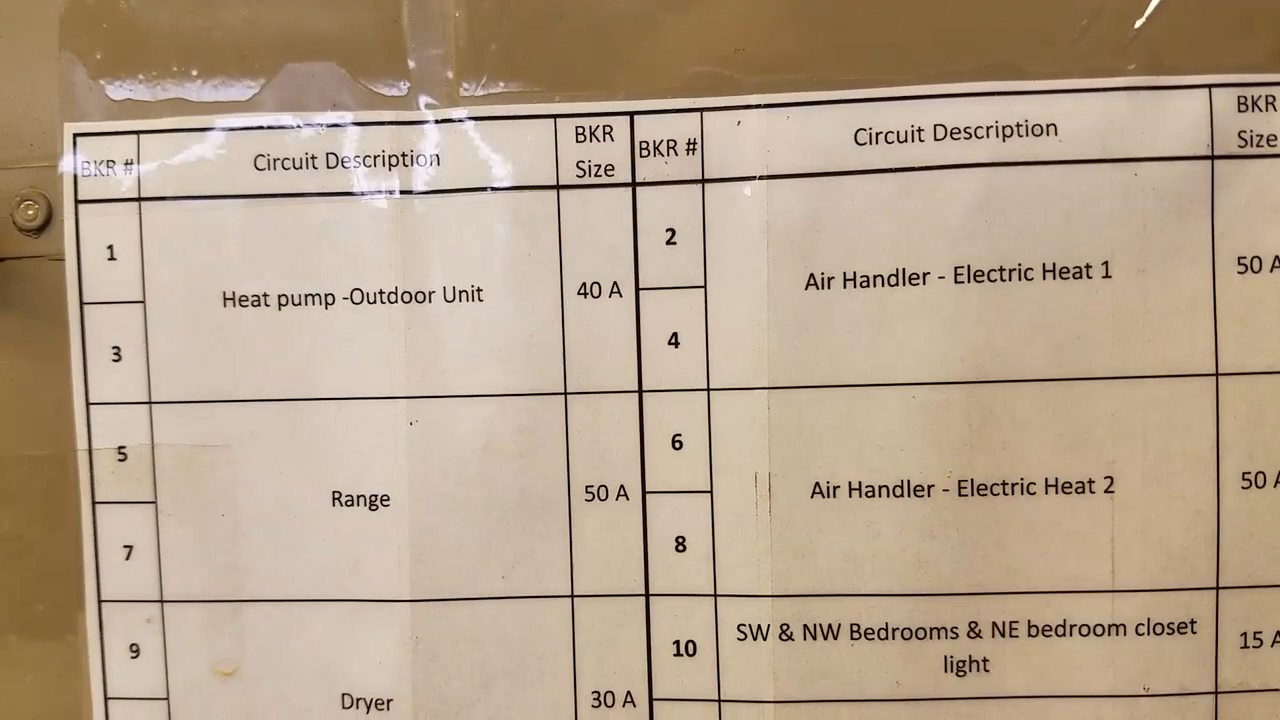 BKR #
Circuit Description
BKR
Size
BKR #
Circuit Description
BKR
Size
1
3
Heat pump -Outdoor Unit
40 A
2
4
Air Handler - Electric Heat 1
50 A
5
7
Range
50 A
6
8
Air Handler - Electric Heat 2
50 A
9
Dryer
30 A
10
SW & NW Bedrooms & NE bedroom closet
light
15 A